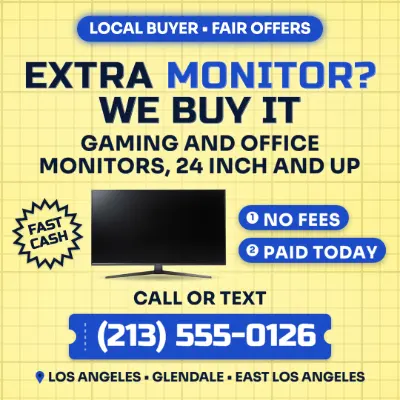 LOCAL BUYER • FAIR OFFERS
EXTRA MONITOR?
WE BUY IT
GAMING AND OFFICE
MONITORS, 24 INCH AND UP
FAST
CASH
1 NO FEES
2 PAID TODAY
CALL OR TEXT
(213) 555-0126
LOS ANGELES • GLENDALE • EAST LOS ANGELES